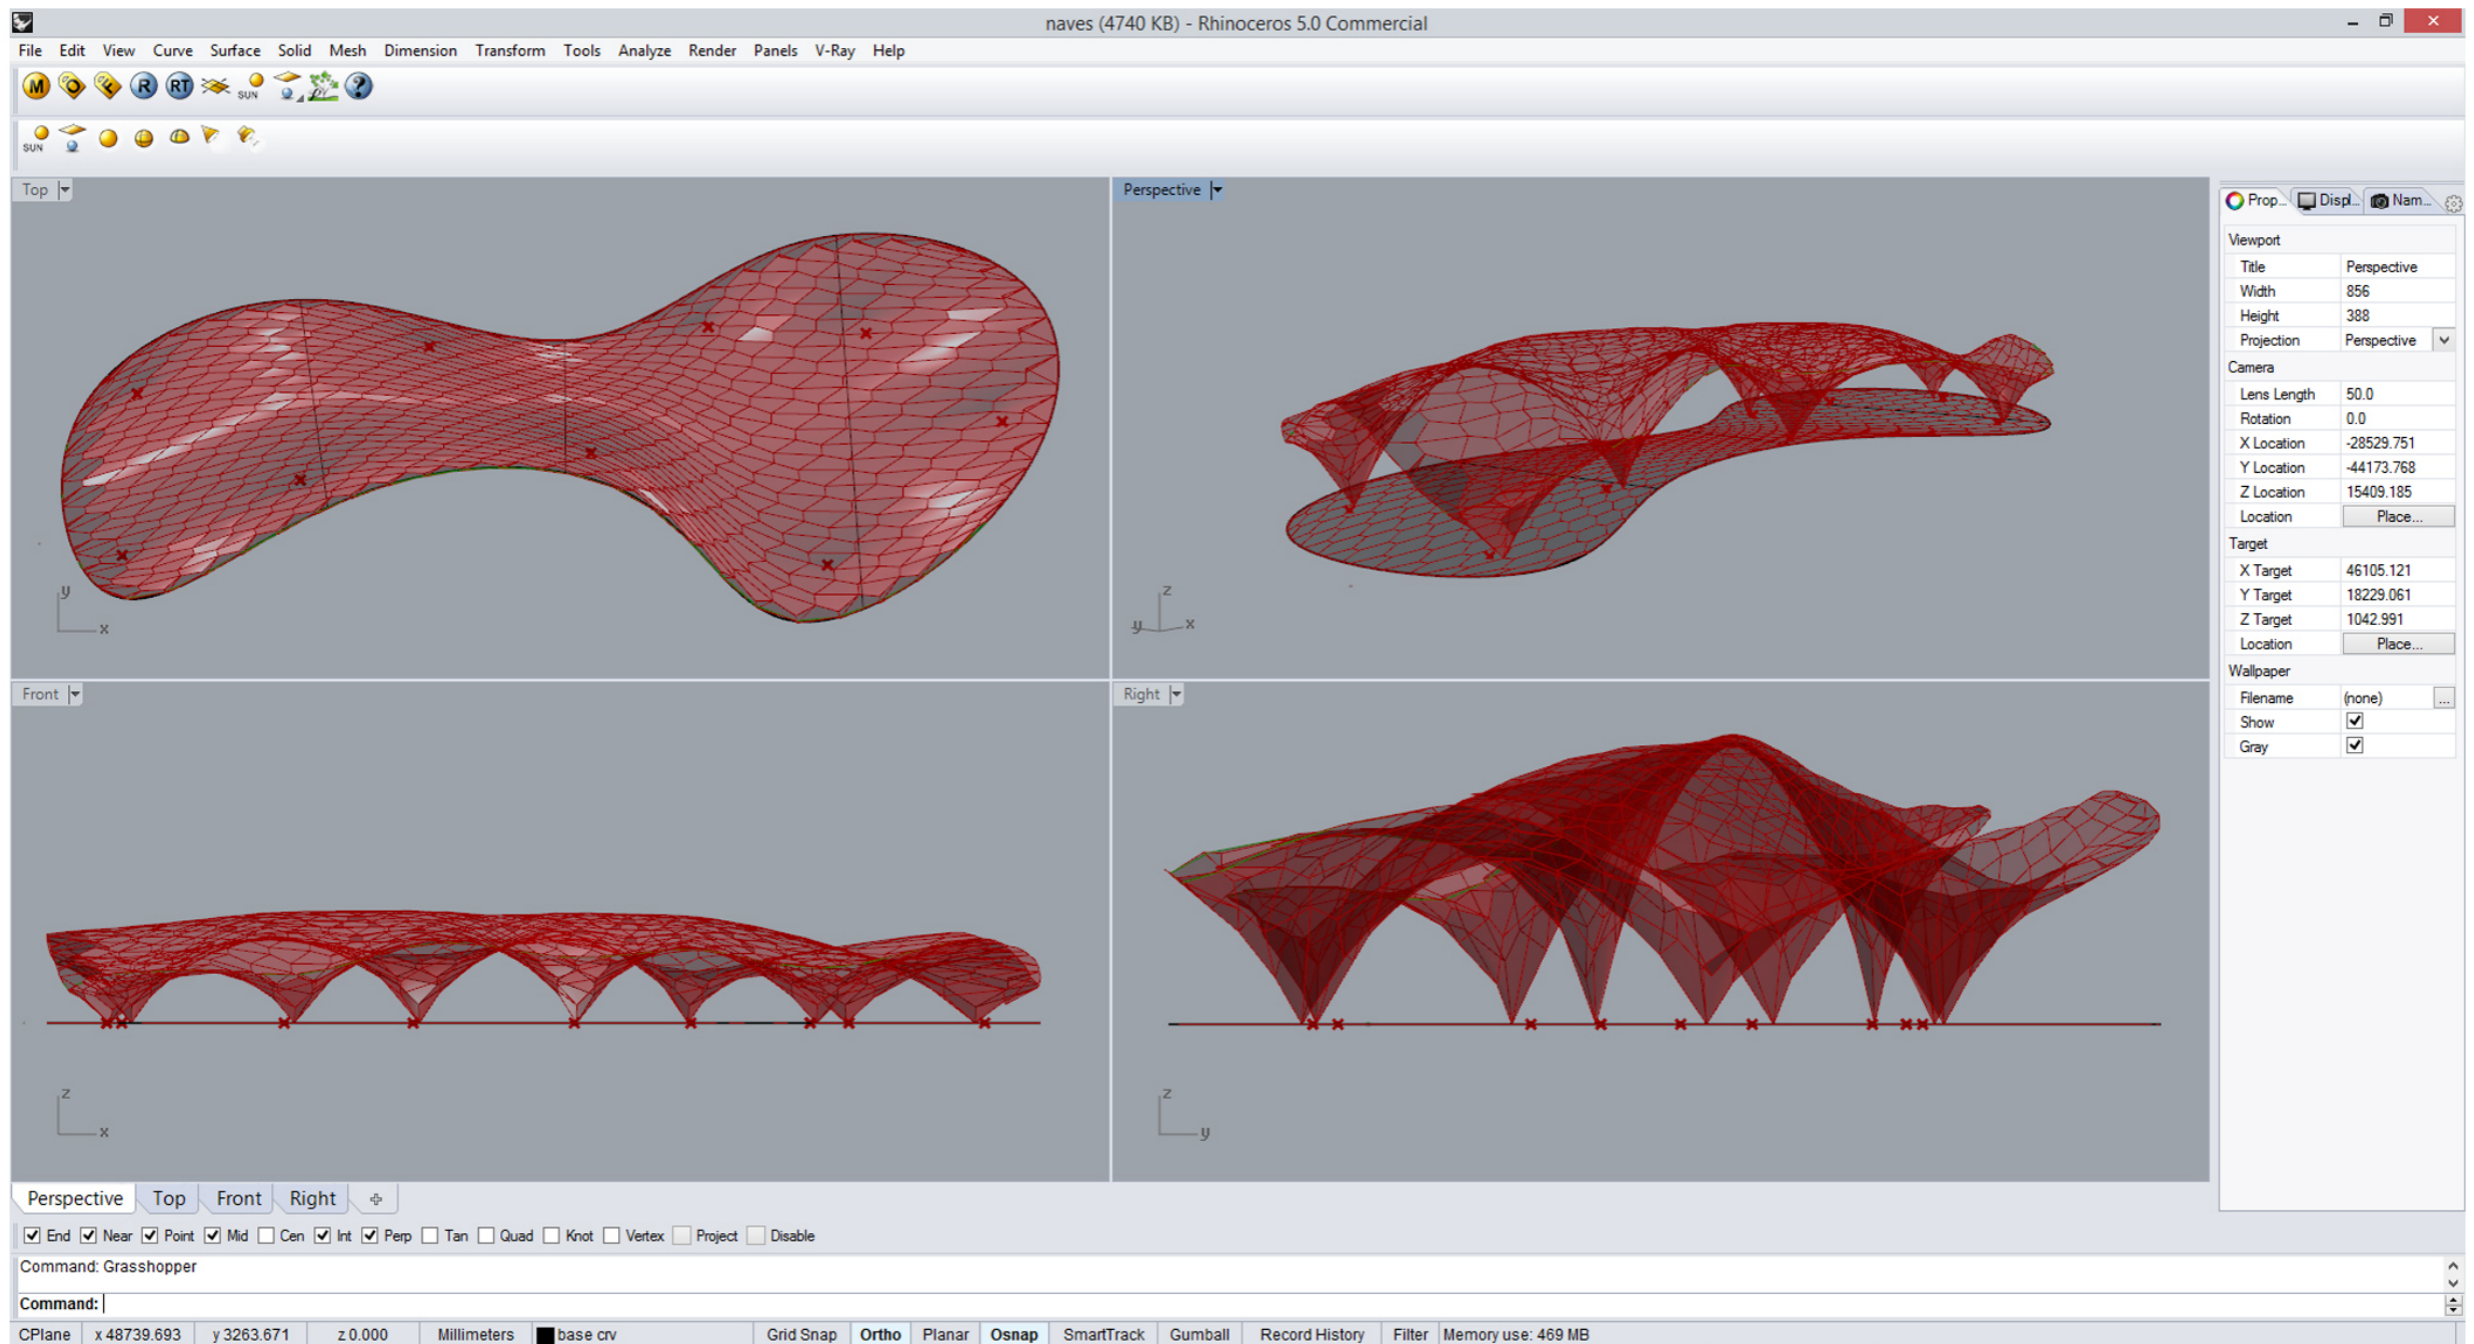 naves (4740 KB) - Rhinoceros 5.0 Commercial
File Edit View Curve Surface Solid Mesh Dimension Transform Tools Analyze Render Panels V-Ray Help
M O F R RT SUN ?
SUN
Top
Perspective
Prop... Displ... Nam...
Viewport
Title Perspective
Width 856
Height 388
Projection Perspective
Camera
Lens Length 50.0
Rotation 0.0
X Location -28529.751
Y Location -44173.768
Z Location 15409.185
Location Place...
Target
X Target 46105.121
Y Target 18229.061
Z Target 1042.991
Location Place...
Wallpaper
Filename (none) ...
Show
Gray
y
x
z
y x
Front
Right
z
x
z
y
Perspective Top Front Right
End Near Point Mid Cen Int Perp Tan Quad Knot Vertex Project Disable
Command: Grasshopper
Command:
CPlane x 48739.693 y 3263.671 z 0.000 Millimeters base crv Grid Snap Ortho Planar Osnap SmartTrack Gumball Record History Filter Memory use: 469 MB